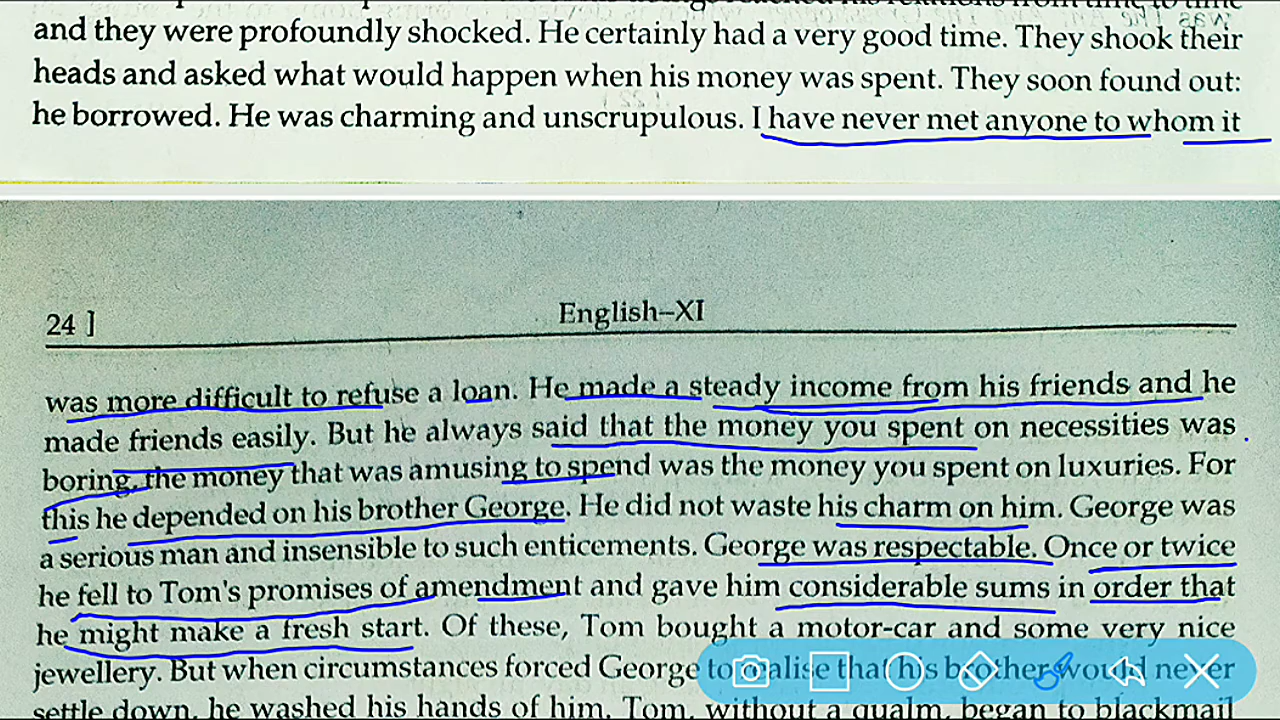 and they were profoundly shocked. He certainly had a very good time. They shook their
heads and asked what would happen when his money was spent. They soon found out:
he borrowed. He was charming and unscrupulous. I have never met anyone to whom it
24 ]
English–XI
was more difficult to refuse a loan. He made a steady income from his friends and he
made friends easily. But he always said that the money you spent on necessities was
boring, the money that was amusing to spend was the money you spent on luxuries. For
this he depended on his brother George. He did not waste his charm on him. George was
a serious man and insensible to such enticements. George was respectable. Once or twice
he fell to Tom's promises of amendment and gave him considerable sums in order that
he might make a fresh start. Of these, Tom bought a motor-car and some very nice
jewellery. But when circumstances forced George to realise that his brother would never
settle down, he washed his hands of him. Tom, without a qualm, began to blackmail